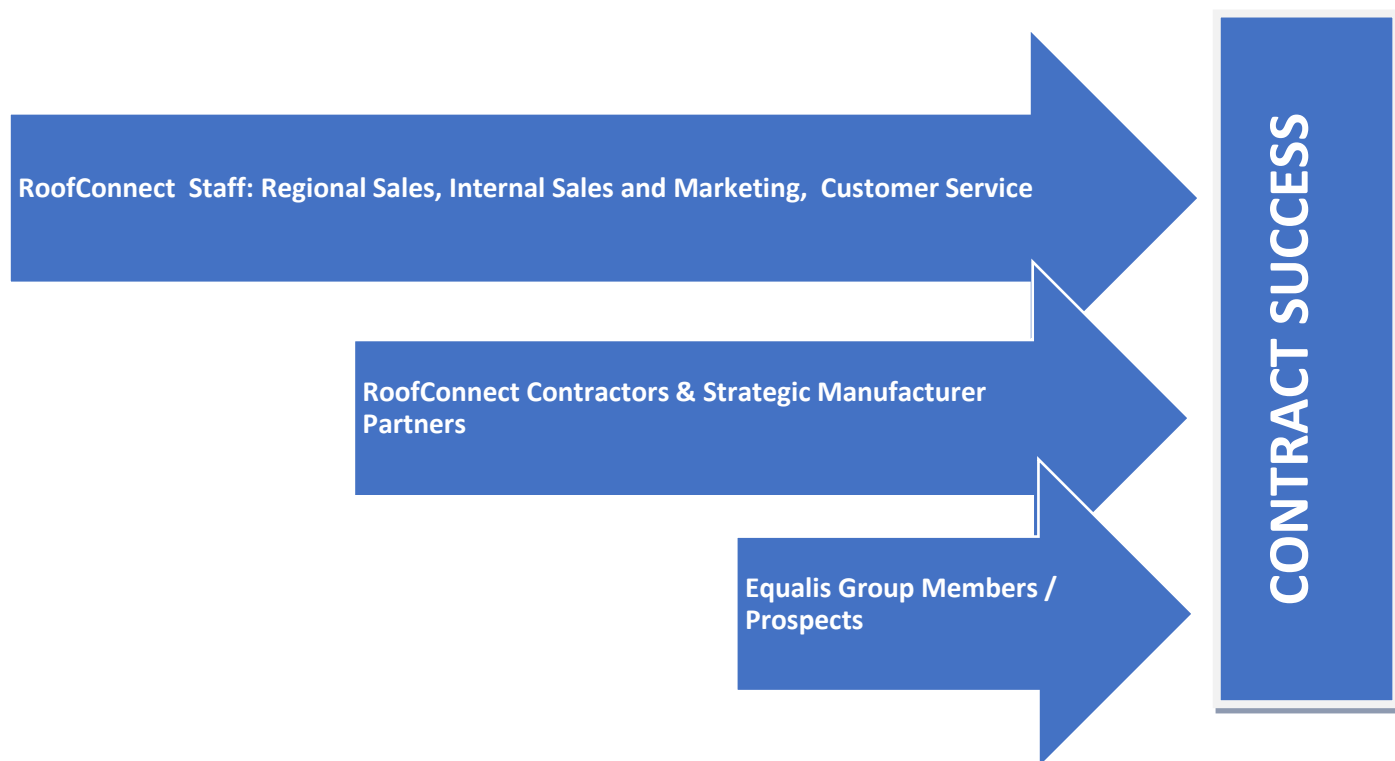 RoofConnect  Staff: Regional Sales, Internal Sales and Marketing,  Customer Service
RoofConnect Contractors & Strategic Manufacturer
Partners
Equalis Group Members /
Prospects
CONTRACT SUCCESS